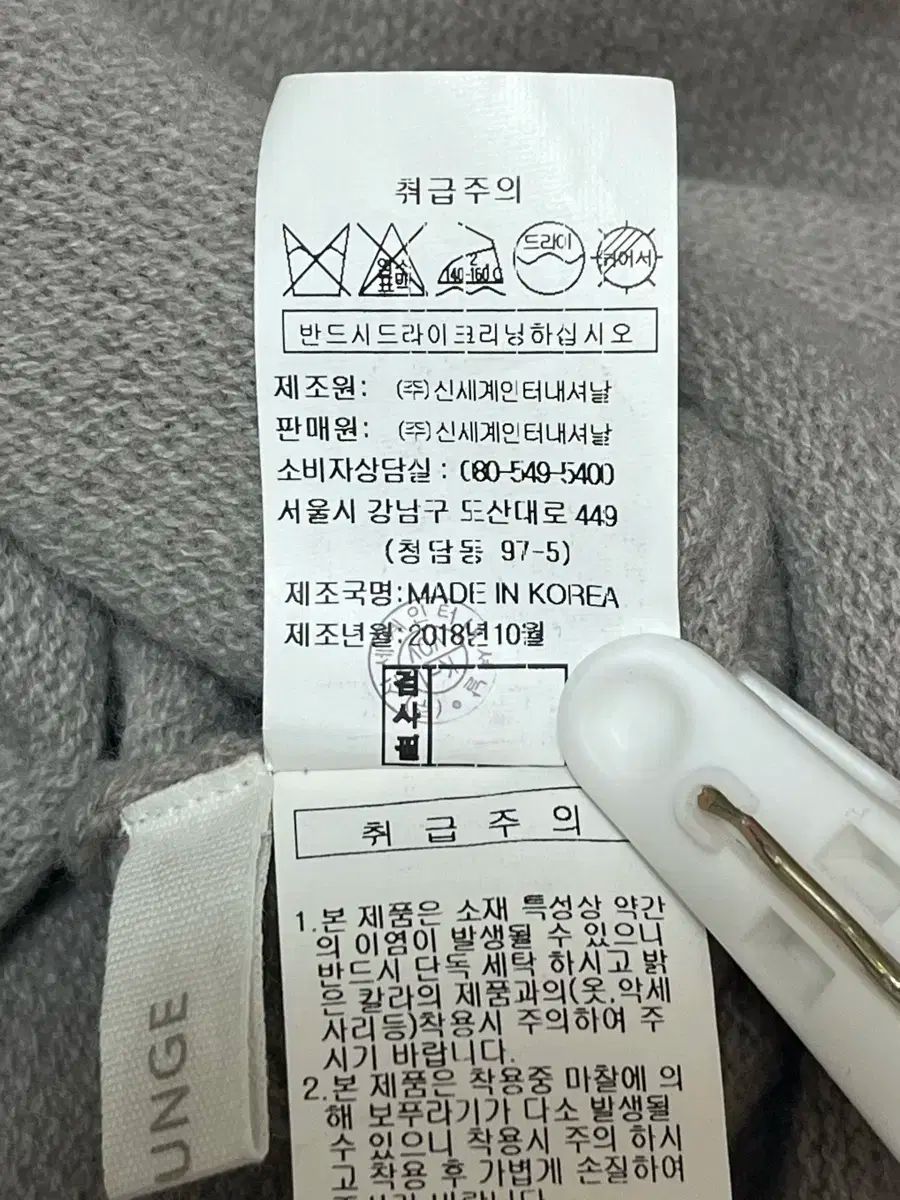 취급주의
염소
표백
2
140-160℃
드라이
뉘어서
반드시드라이크리닝하십시오
제조원: (주)신세계인터내셔날
판매원: (주)신세계인터내셔날
소비자상담실 : 080-549-5400
서울시 강남구 도산대로 449
(청담동 97-5)
제조국명:MADE IN KOREA
제조년월:2018년10월
검사필
취 급 주 의
1.본 제품은 소재 특성상 약간
의 이염이 발생될 수 있으니
반드시 단독 세탁 하시고 밝
은 칼라의 제품과의(옷,악세
사리등)착용시 주의하여 주
시기 바랍니다.
2.본 제품은 착용중 마찰에 의
해 보푸라기가 다소 발생될
수 있으니 착용시 주의 하시
고 착용 후 가볍게 손질하여
UNGE